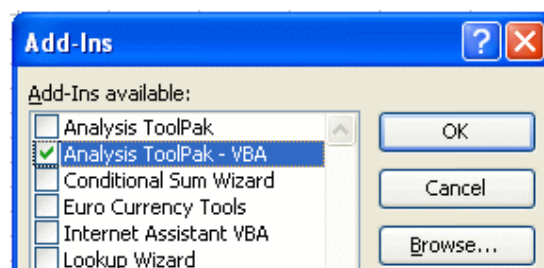 Add-Ins
Add-Ins available:
Analysis ToolPak
Analysis ToolPak - VBA
Conditional Sum Wizard
Euro Currency Tools
Internet Assistant VBA
Lookup Wizard
OK
Cancel
Browse...